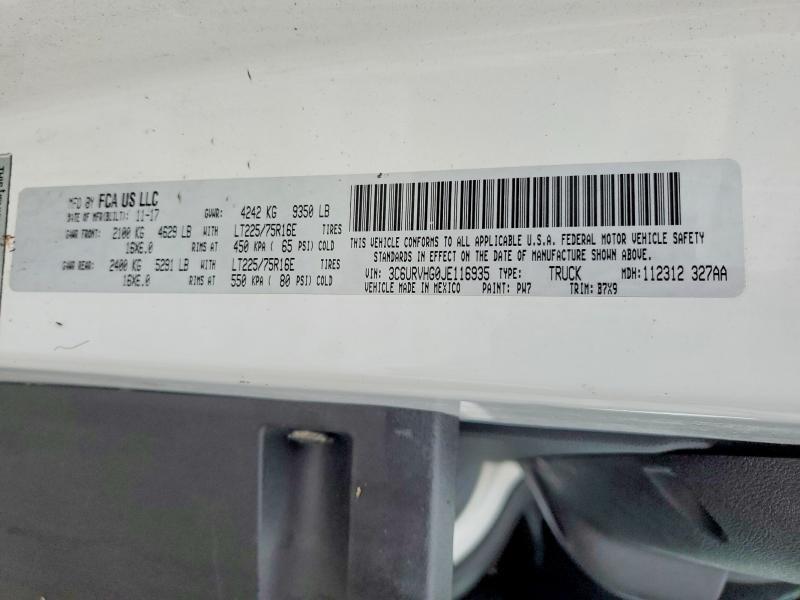 MFD BY FCA US LLC
DATE OF MFR(BUILT): 11-17 GVWR: 4242 KG 9350 LB
GAWR FRONT: 2100 KG 4629 LB WITH LT225/75R16E TIRES
16X6.0 RIMS AT 450 KPA ( 65 PSI) COLD
GAWR REAR: 2400 KG 5291 LB WITH LT225/75R16E TIRES
16X6.0 RIMS AT 550 KPA ( 80 PSI) COLD
THIS VEHICLE CONFORMS TO ALL APPLICABLE U.S.A. FEDERAL MOTOR VEHICLE SAFETY
STANDARDS IN EFFECT ON THE DATE OF MANUFACTURE SHOWN ABOVE.
VIN: 3C6URVHG0JE116935 TYPE: TRUCK MDH: 112312 327AA
VEHICLE MADE IN MEXICO PAINT: PW7 TRIM: B7X9